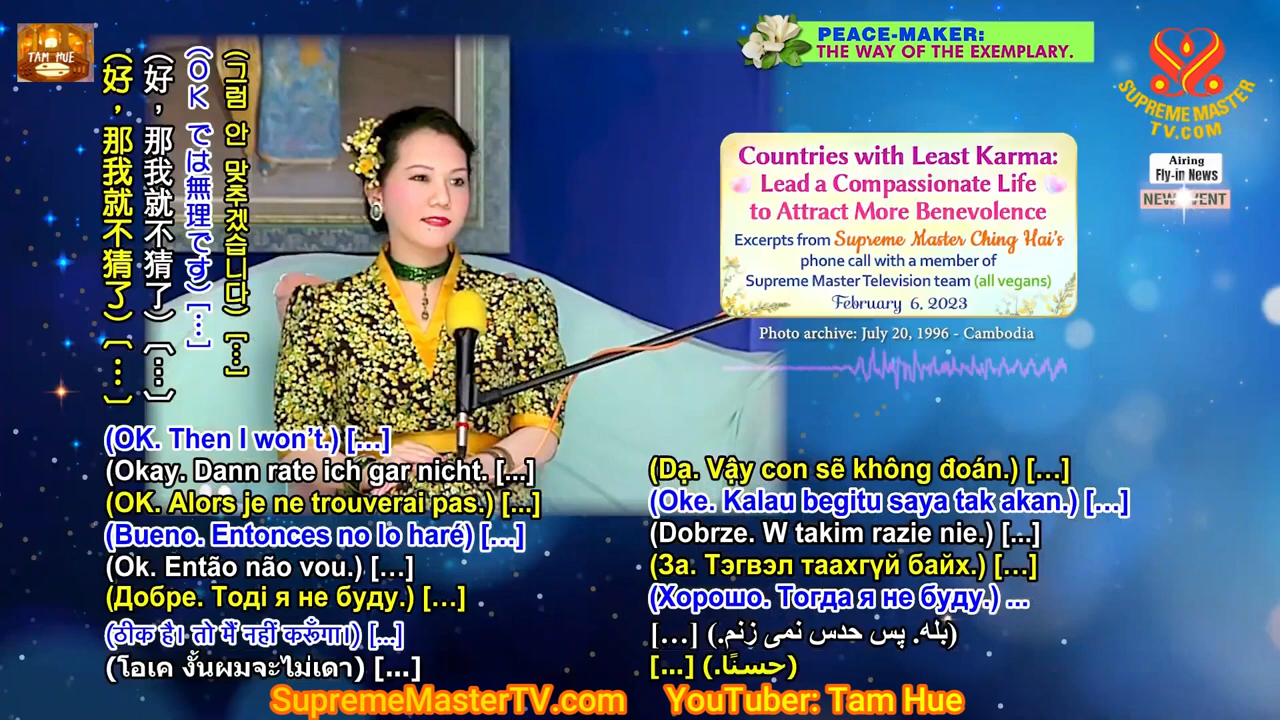 TAM HUE
PEACE-MAKER:
THE WAY OF THE EXEMPLARY.
SUPREME MASTER
TV.COM
Airing
Fly-in News
Countries with Least Karma:
Lead a Compassionate Life
to Attract More Benevolence
Excerpts from Supreme Master Ching Hai's
phone call with a member of
Supreme Master Television team (all vegans)
February 6, 2023
Photo archive: July 20, 1996 - Cambodia
(그럼 안 맞추겠습니다) [...]
(OK では無理です) [...]
(好，那我就不猜了) [...]
(好，那我就不猜了) [...]
(OK. Then I won't.) […]
(Okay. Dann rate ich gar nicht. [...]
(OK. Alors je ne trouverai pas.) [...]
(Bueno. Entonces no lo haré) […]
(Ok. Então não vou.) […]
(Добре. Тоді я не буду.) […]
(ठीक है। तो मैं नहीं करूँगा।) [...]
(โอเค งั้นผมจะไม่เดา) [...]
(Dạ. Vậy con sẽ không đoán.) […]
(Oke. Kalau begitu saya tak akan.) […]
(Dobrze. W takim razie nie.) [...]
(За. Тэгвэл таахгүй байх.) […]
(Хорошо. Тогда я не буду.) ...
(بله. پس حدس نمی زنم.) […]
(حسنًا.) [...]
SupremeMasterTV.com
YouTuber: Tam Hue